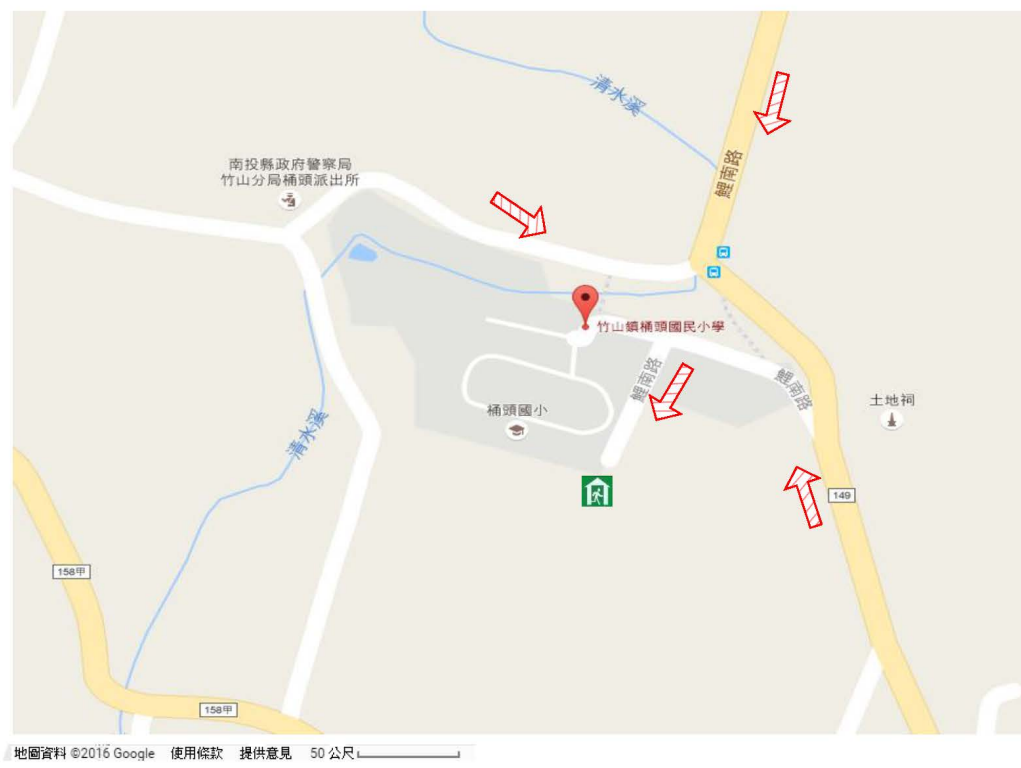 清水溪
鯉南路
南投縣政府警察局
竹山分局桶頭派出所
竹山鎮桶頭國民小學
鯉南路
鯉南路
土地祠
桶頭國小
清水溪
149
158甲
158甲
地圖資料 ©2016 Google 使用條款 提供意見 50 公尺